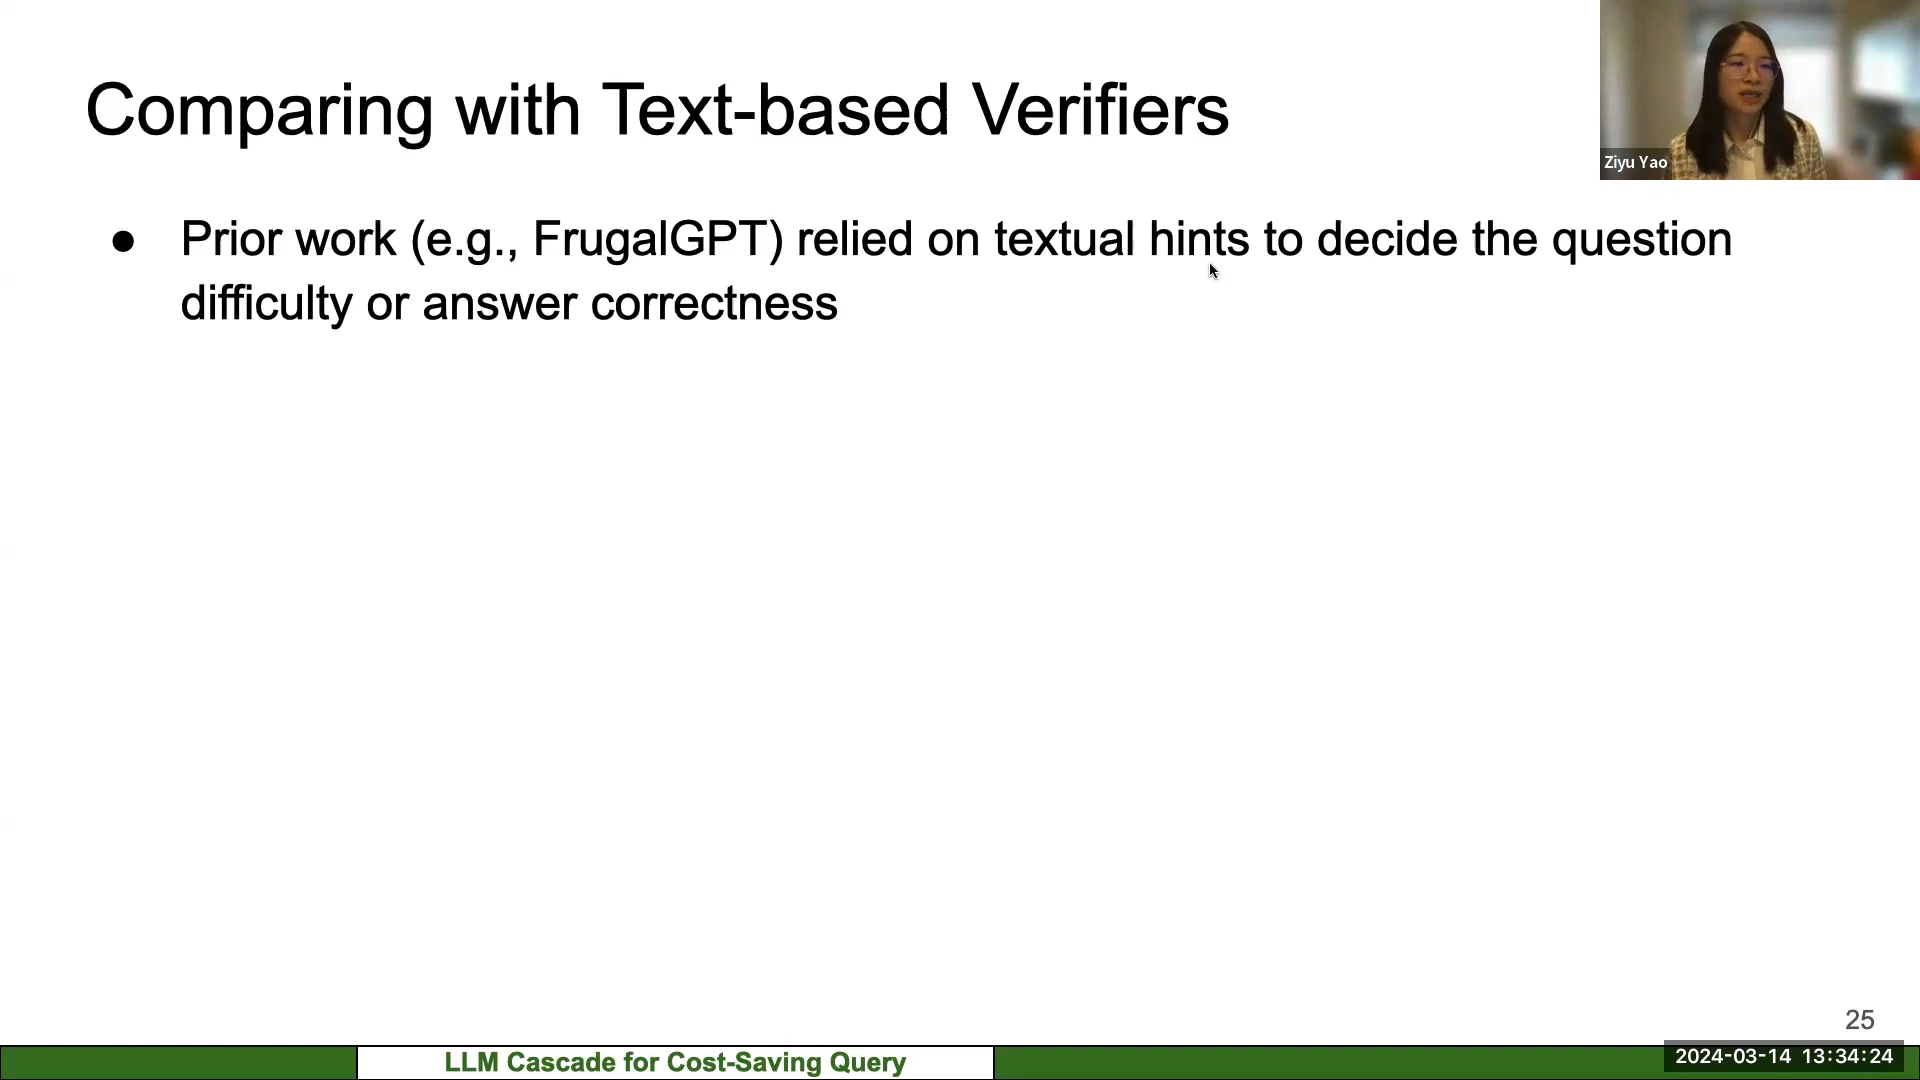 Comparing with Text-based Verifiers
Ziyu Yao
● Prior work (e.g., FrugalGPT) relied on textual hints to decide the question
difficulty or answer correctness
25
LLM Cascade for Cost-Saving Query
2024-03-14 13:34:24